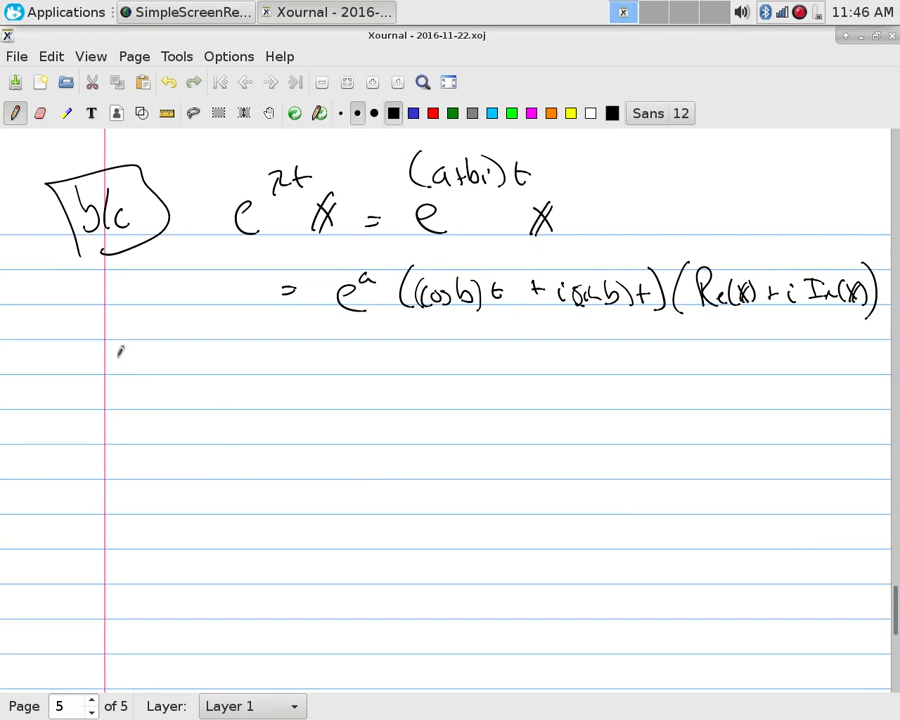 Applications SimpleScreenRe... Xournal - 2016-... 11:46 AM
Xournal - 2016-11-22.xoj
File Edit View Page Tools Options Help
Sans 12
b/c e^{λt} x = e^{(a+bi)t} x
= e^a ((cos b)t + i sin b)t) (Re(x) + i Im(x))
Page 5 of 5 Layer: Layer 1